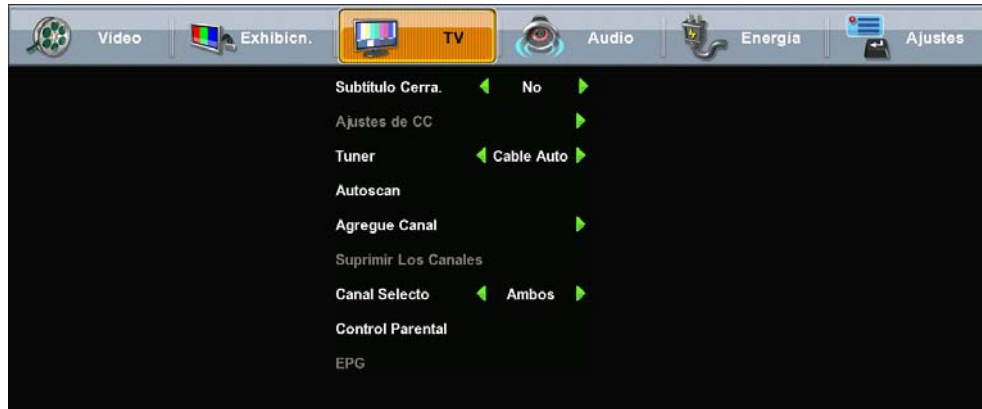 Video Exhibicn. TV Audio Energía Ajustes
Subtítulo Cerra. No
Ajustes de CC
Tuner Cable Auto
Autoscan
Agregue Canal
Suprimir Los Canales
Canal Selecto Ambos
Control Parental
EPG